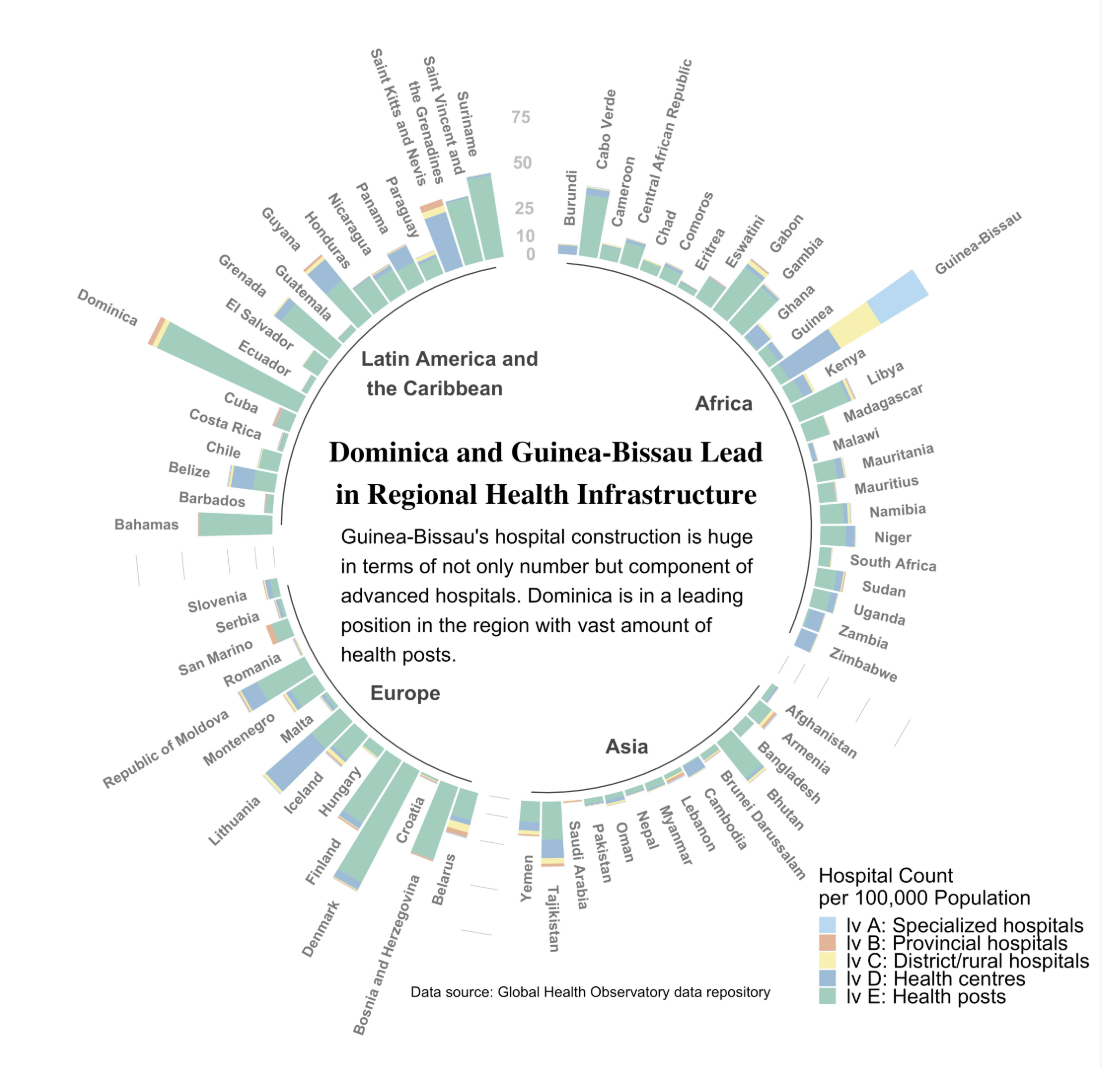 Saint Kitts and Nevis
Saint Vincent and
the Grenadines
Suriname
75
50
25
10
0
Burundi
Cabo Verde
Cameroon
Central African Republic
Chad
Comoros
Eritrea
Eswatini
Gabon
Gambia
Ghana
Guinea
Guinea-Bissau
Kenya
Libya
Madagascar
Malawi
Mauritania
Mauritius
Namibia
Niger
South Africa
Sudan
Uganda
Zambia
Zimbabwe
Afghanistan
Armenia
Bangladesh
Bhutan
Brunei Darussalam
Cambodia
Lebanon
Myanmar
Nepal
Oman
Pakistan
Saudi Arabia
Tajikistan
Yemen
Belarus
Bosnia and Herzegovina
Croatia
Denmark
Finland
Hungary
Iceland
Lithuania
Malta
Montenegro
Republic of Moldova
Romania
San Marino
Serbia
Slovenia
Bahamas
Barbados
Belize
Chile
Costa Rica
Cuba
Dominica
Ecuador
El Salvador
Grenada
Guatemala
Guyana
Honduras
Nicaragua
Panama
Paraguay
Latin America and
the Caribbean
Africa
Dominica and Guinea-Bissau Lead
in Regional Health Infrastructure
Guinea-Bissau's hospital construction is huge
in terms of not only number but component of
advanced hospitals. Dominica is in a leading
position in the region with vast amount of
health posts.
Europe
Asia
Hospital Count
per 100,000 Population
lv A: Specialized hospitals
lv B: Provincial hospitals
lv C: District/rural hospitals
lv D: Health centres
lv E: Health posts
Data source: Global Health Observatory data repository